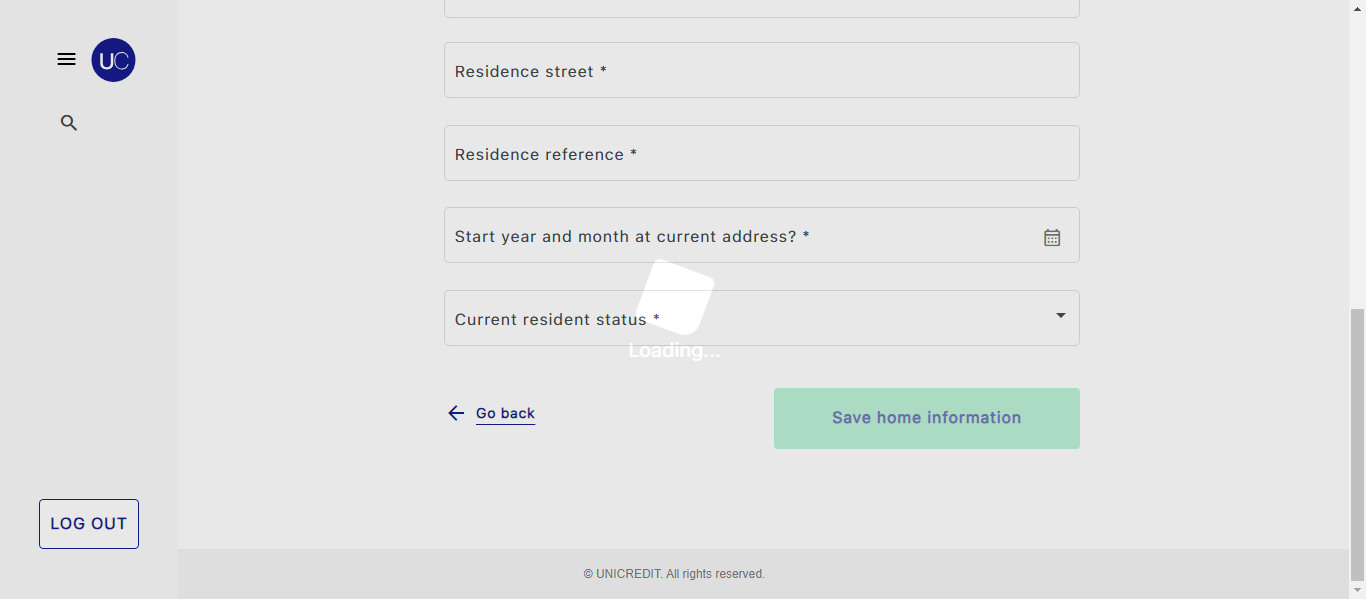 UC
Residence street *
Residence reference *
Start year and month at current address? *
Current resident status *
Loading...
Go back
Save home information
LOG OUT
© UNICREDIT. All rights reserved.